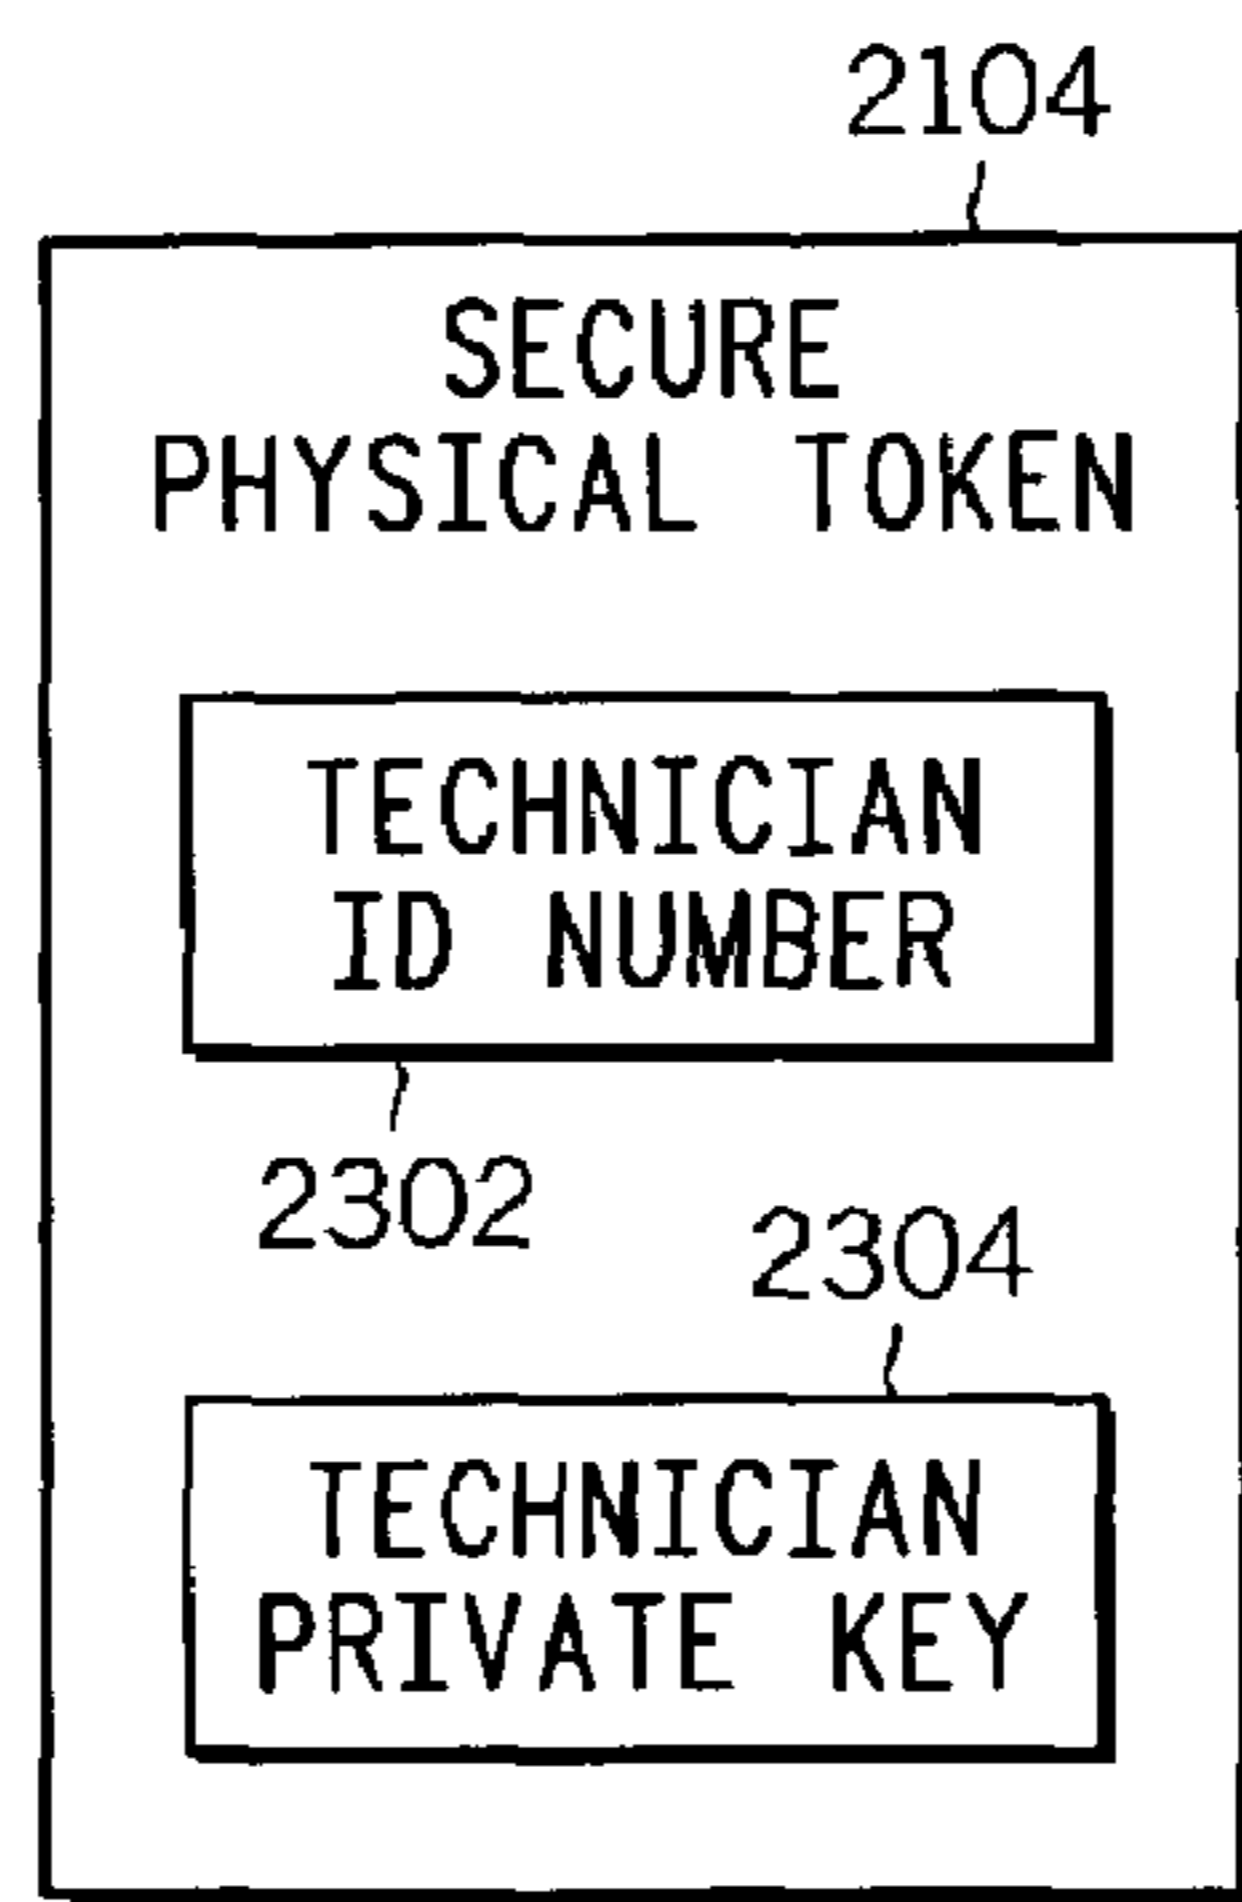 2104
SECURE
PHYSICAL TOKEN
TECHNICIAN
ID NUMBER
2302
2304
TECHNICIAN
PRIVATE KEY